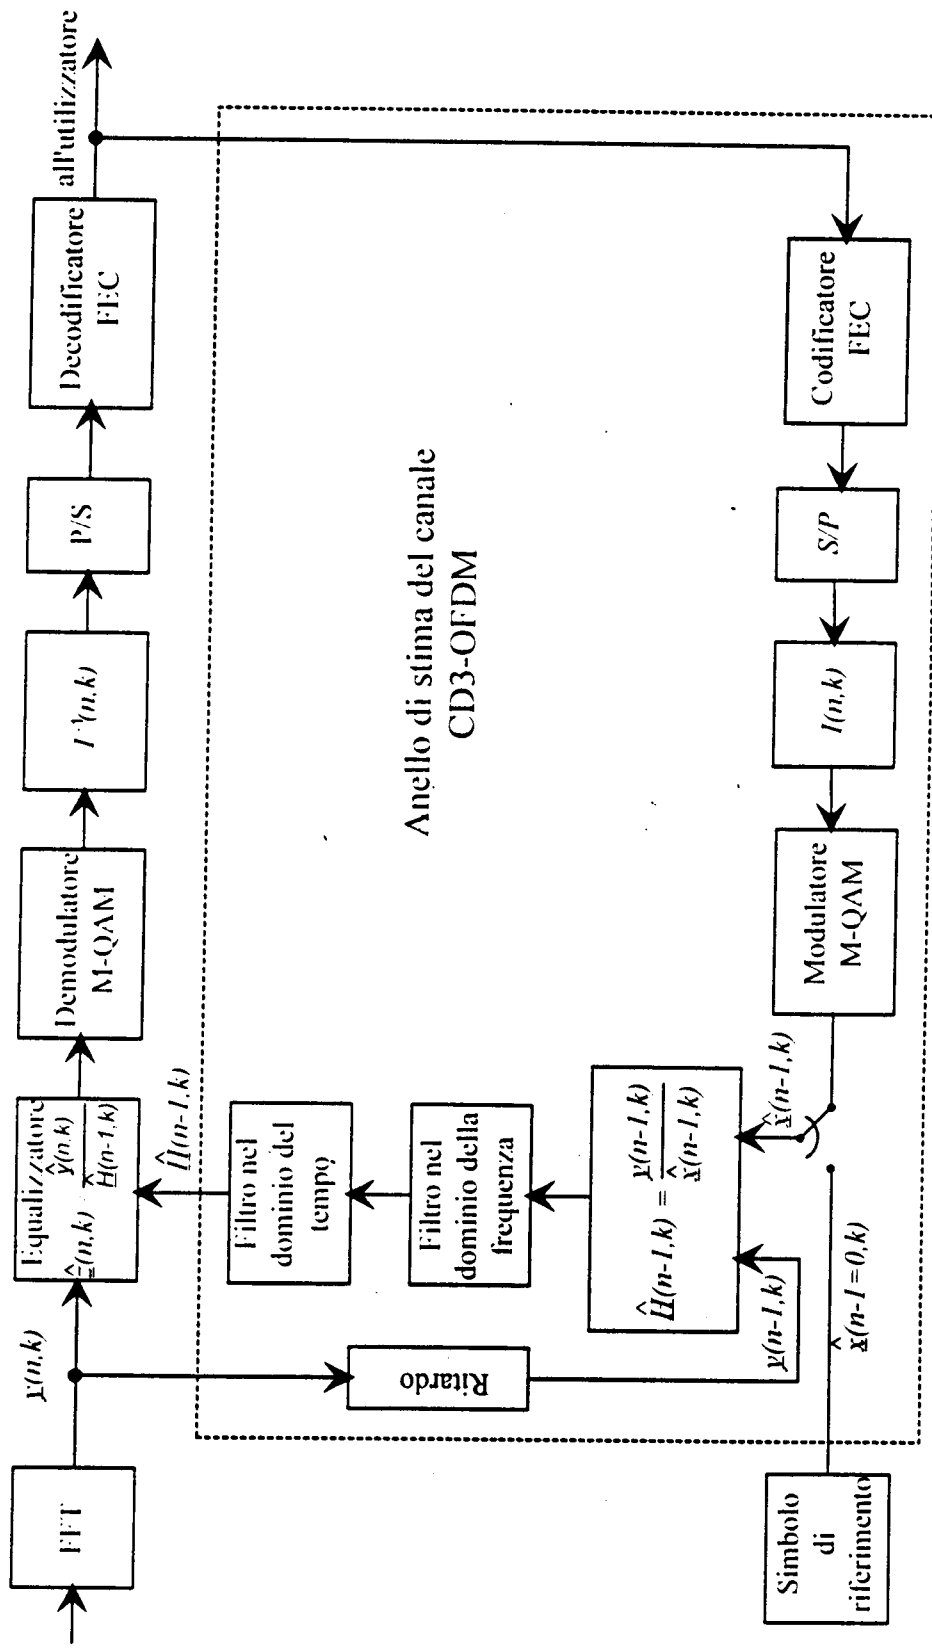 FFT
y(n,k)
Equalizzatore
ŷ(n,k)
(n,k)
Ĥ(n-1,k)
Demodulatore
M-QAM
I⁻¹(n,k)
P/S
Decodificatore
FEC
all'utilizzatore
Ritardo
Ĥ(n-1,k)
Filtro nel
dominio del
tempo
Filtro nel
dominio della
frequenza
Ĥ(n-1,k) = y(n-1,k)
x̂(n-1,k)
y(n-1,k)
x̂(n-1,k)
Anello di stima del canale
CD3-OFDM
Simbolo
di
riferimento
x̂(n-1=0,k)
Modulatore
M-QAM
I(n,k)
S/P
Codificatore
FEC